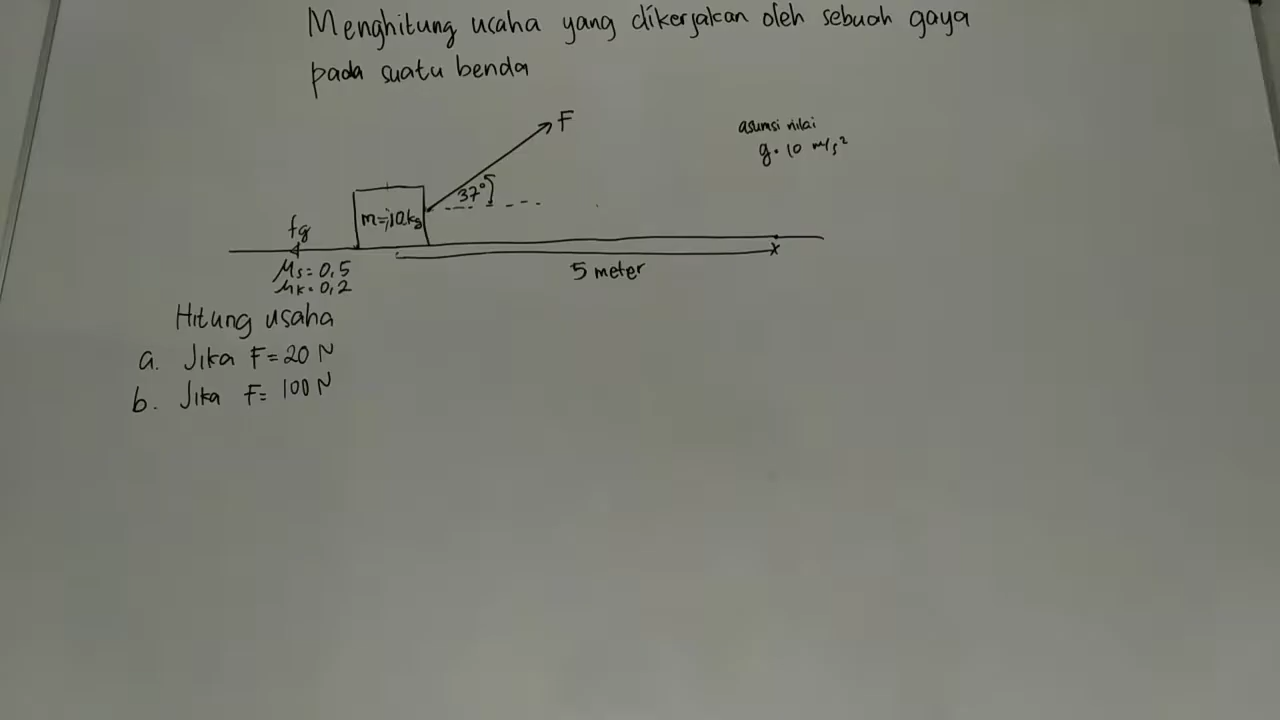 Menghitung usaha yang dikerjakan oleh sebuah gaya
pada suatu benda
F
asumsi nilai
g = 10 m/s²
37°
m = 10 kg
fg
μs = 0,5
μk = 0,2
5 meter
x
Hitung usaha
a. Jika F = 20 N
b. Jika F = 100 N